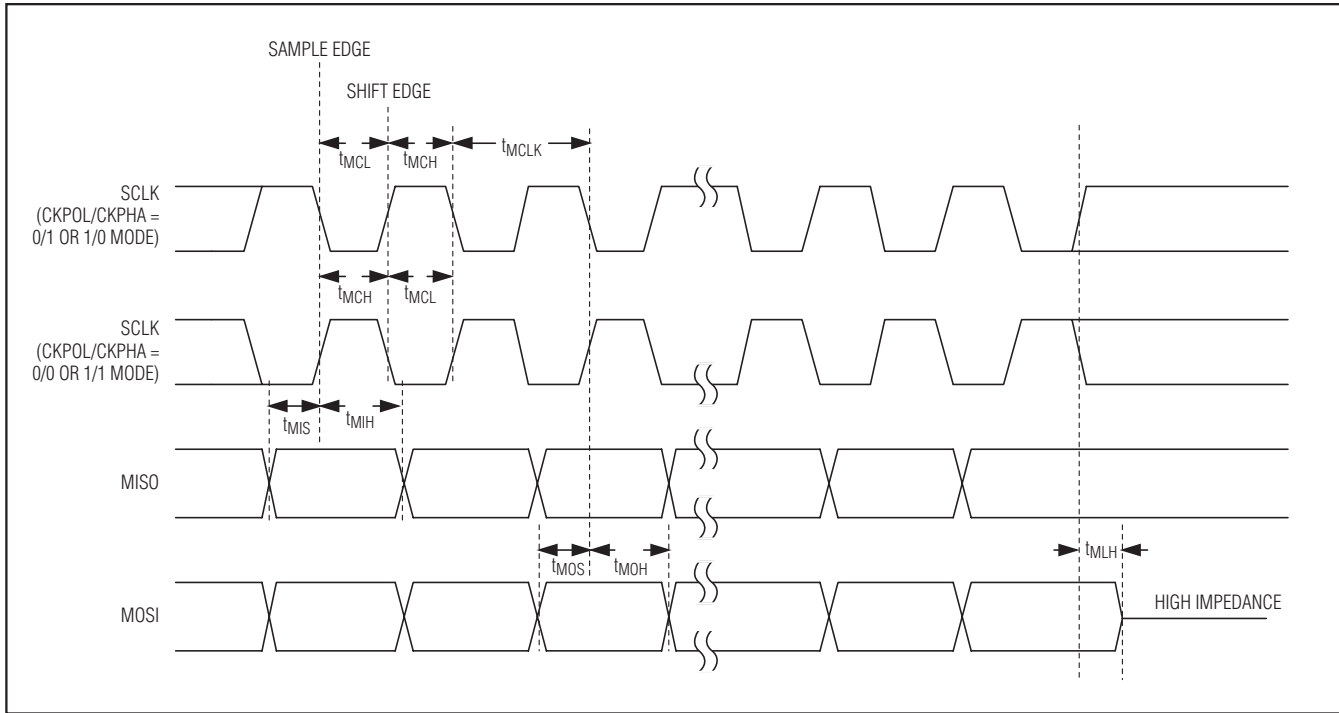 SAMPLE EDGE
SHIFT EDGE
tMCL
tMCH
tMCLK
SCLK
(CKPOL/CKPHA =
0/1 OR 1/0 MODE)
tMCH
tMCL
SCLK
(CKPOL/CKPHA =
0/0 OR 1/1 MODE)
tMIS
tMIH
MISO
tMOS
tMOH
tMLH
MOSI
HIGH IMPEDANCE